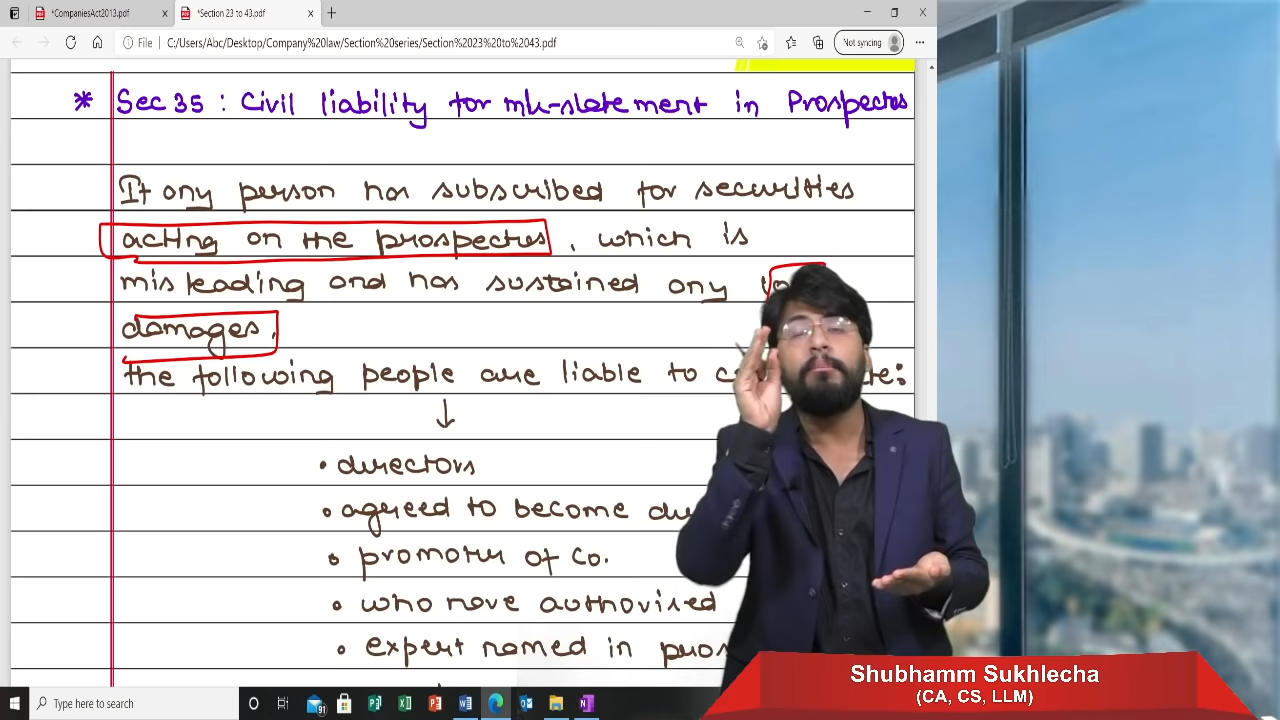 *CompaniesAct2013.pdf
*Section 23 to 43.pdf
File C:/Users/Abc/Desktop/Company%20law/Section%20series/Section%2023%20to%2043.pdf
Not syncing
* Sec 35 : Civil liability for mis-statement in Prospectus
If any person has subscribed for securities
acting on the prospectus, which is
misleading and has sustained any
damages,
the following people are liable to
• directors
• agreed to become
• promoter of Co.
• who have authorised
• expert named in
Type here to search
91
Shubhamm Sukhlecha
(CA, CS, LLM)